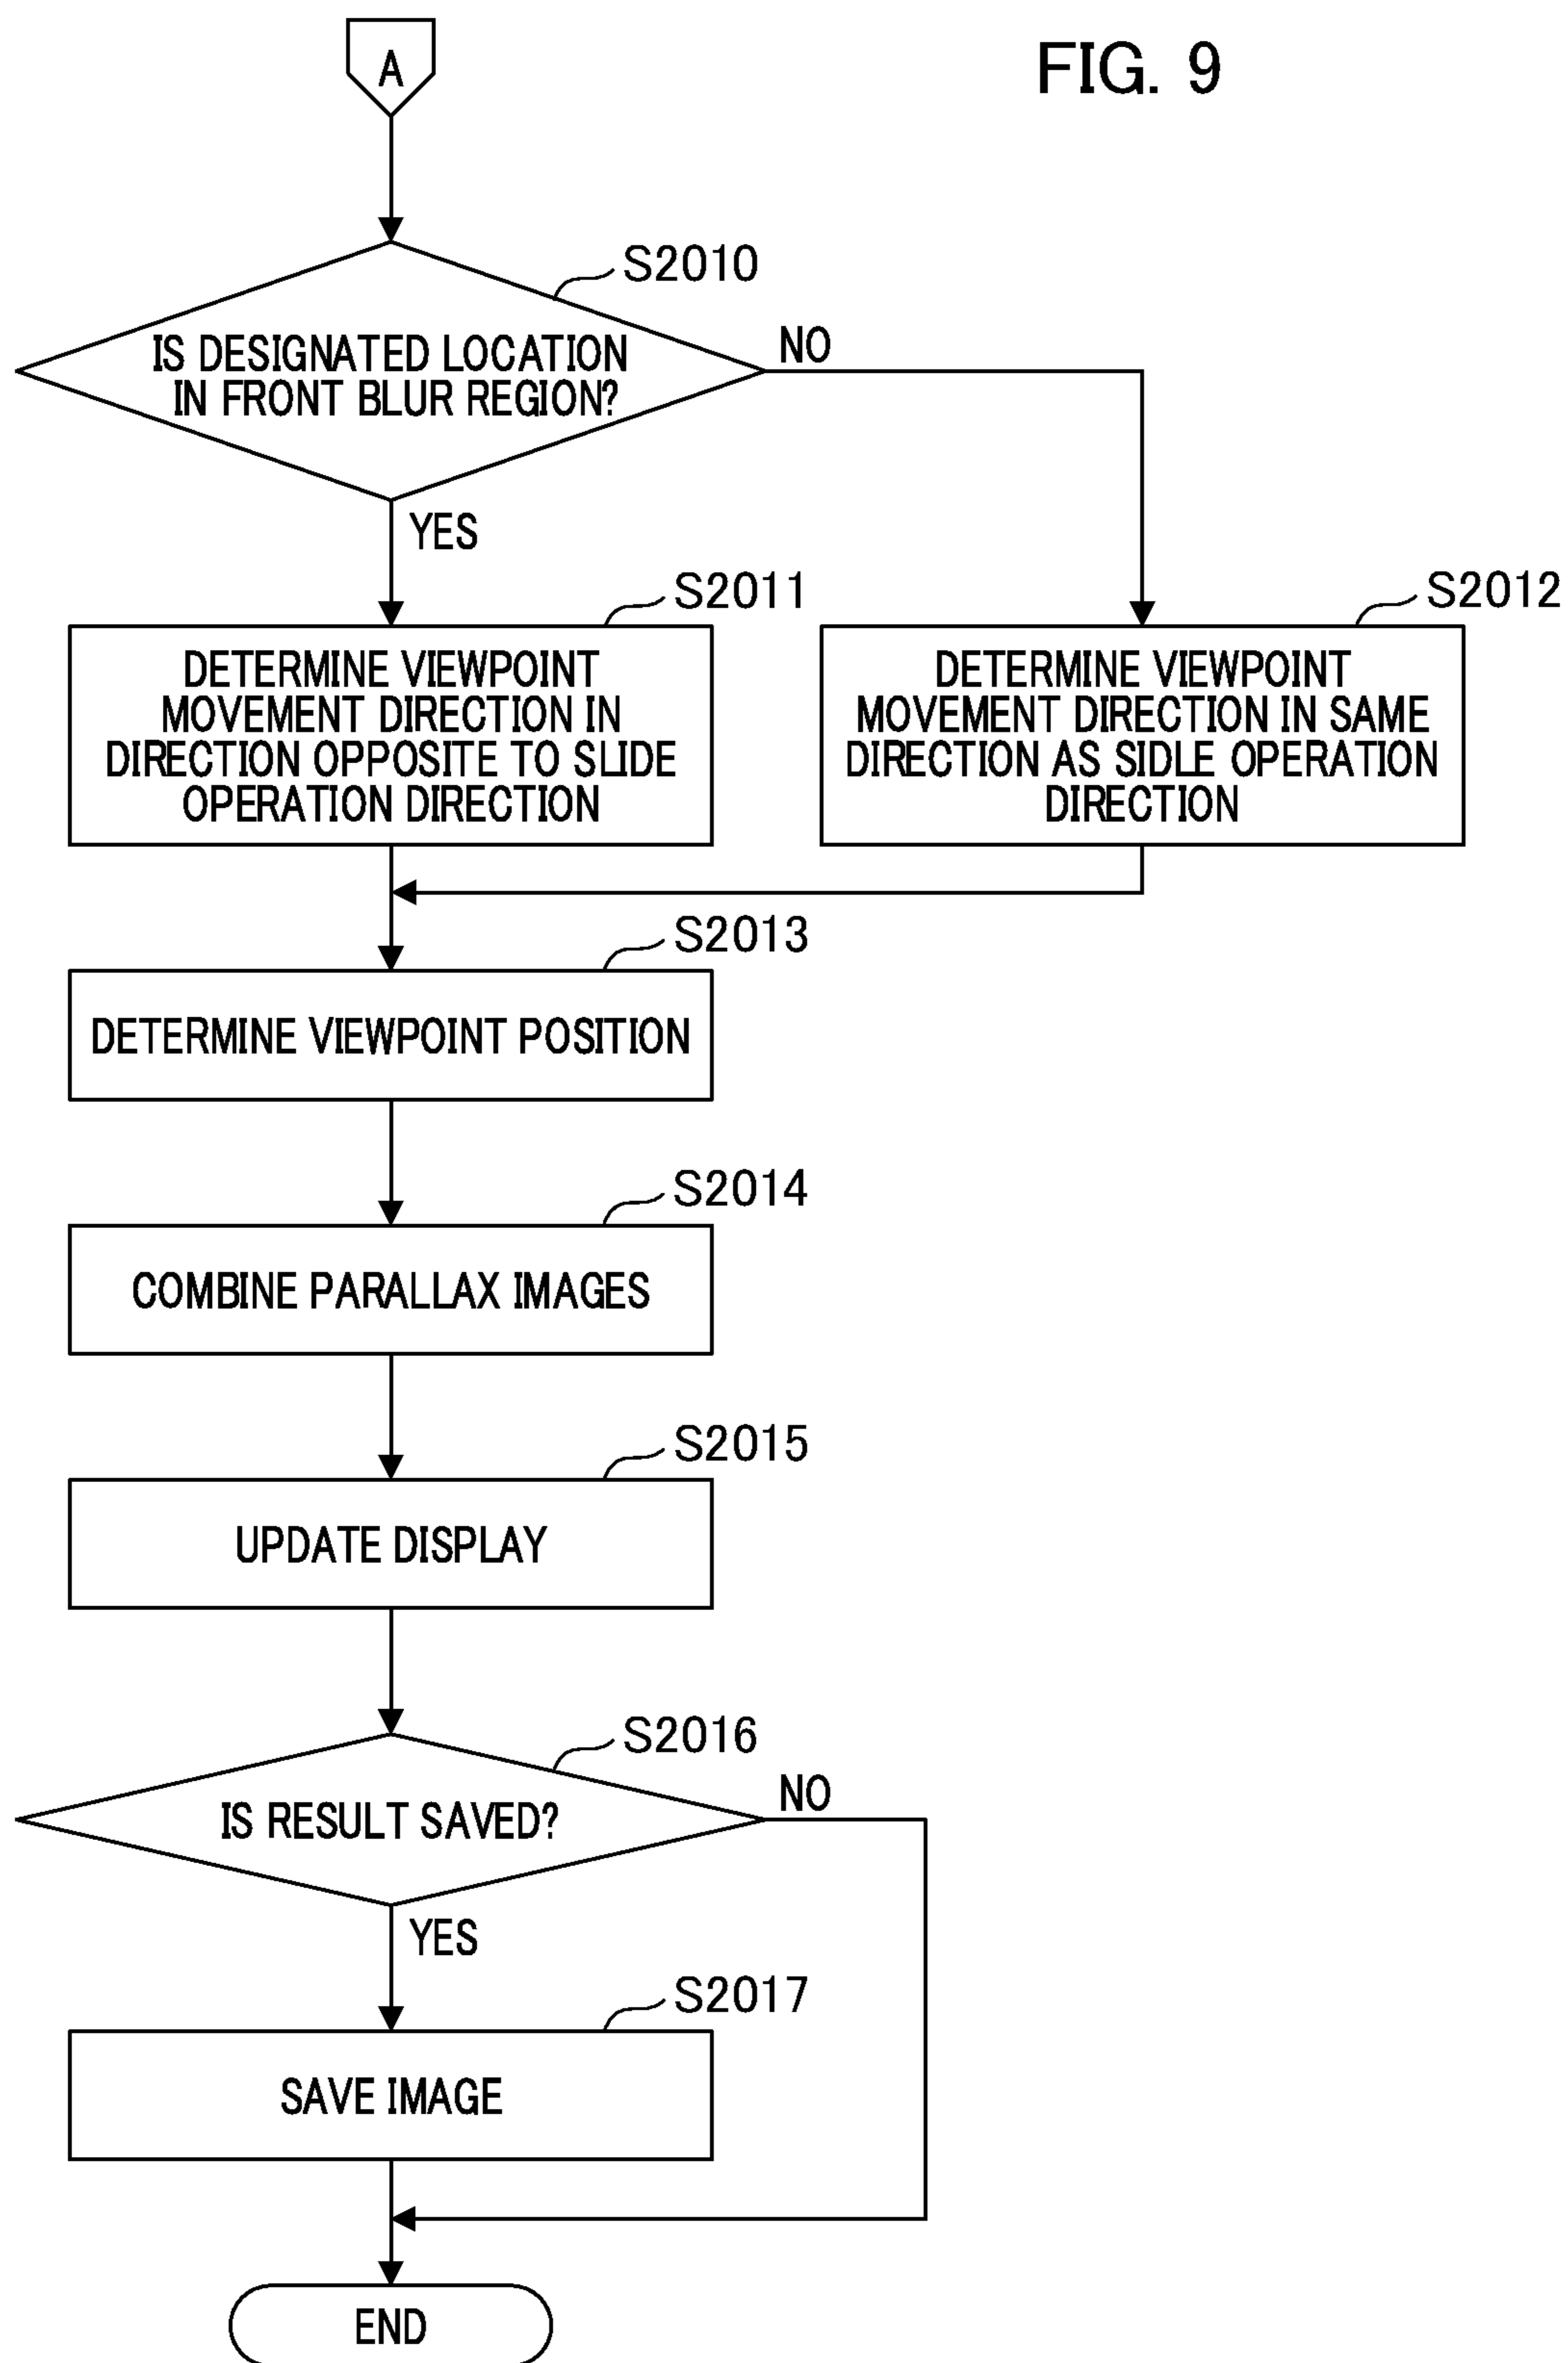 A
FIG. 9
S2010
IS DESIGNATED LOCATION
IN FRONT BLUR REGION?
NO
YES
S2011
DETERMINE VIEWPOINT
MOVEMENT DIRECTION IN
DIRECTION OPPOSITE TO SLIDE
OPERATION DIRECTION
S2012
DETERMINE VIEWPOINT
MOVEMENT DIRECTION IN SAME
DIRECTION AS SIDLE OPERATION
DIRECTION
S2013
DETERMINE VIEWPOINT POSITION
S2014
COMBINE PARALLAX IMAGES
S2015
UPDATE DISPLAY
S2016
IS RESULT SAVED?
NO
YES
S2017
SAVE IMAGE
END